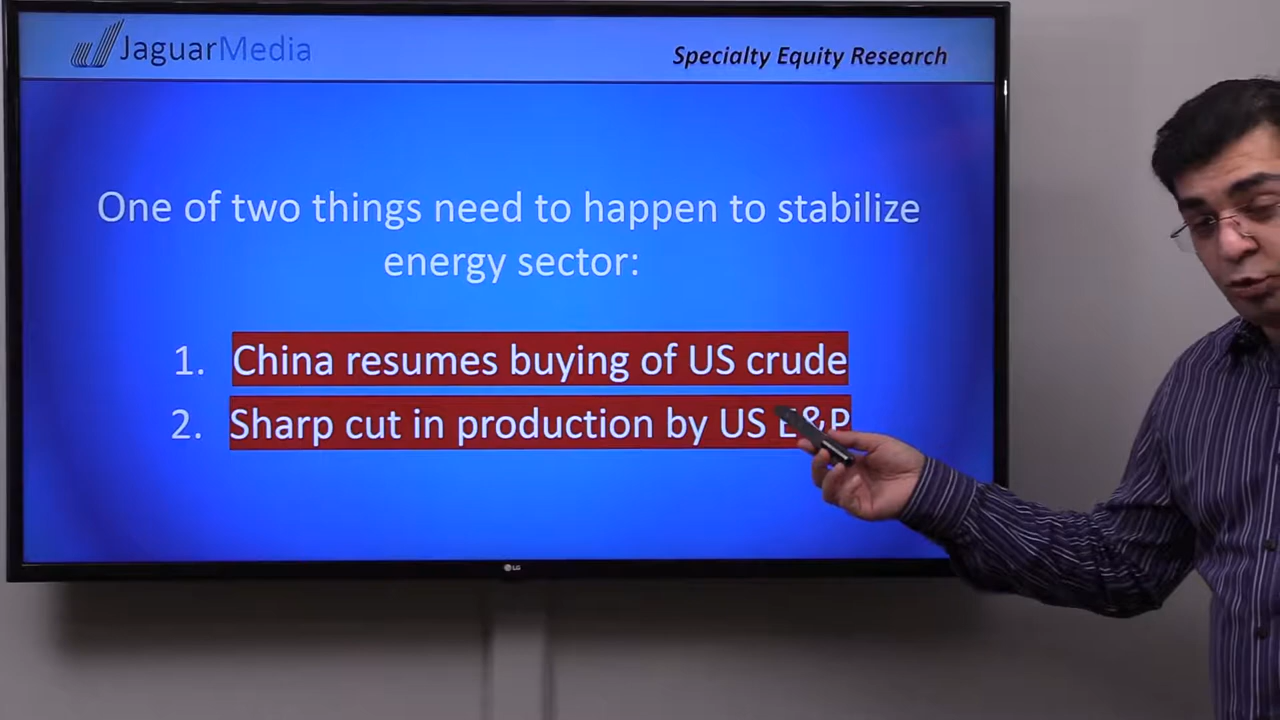 JaguarMedia
Specialty Equity Research
One of two things need to happen to stabilize
energy sector:
1. China resumes buying of US crude
2. Sharp cut in production by US E&P
LG